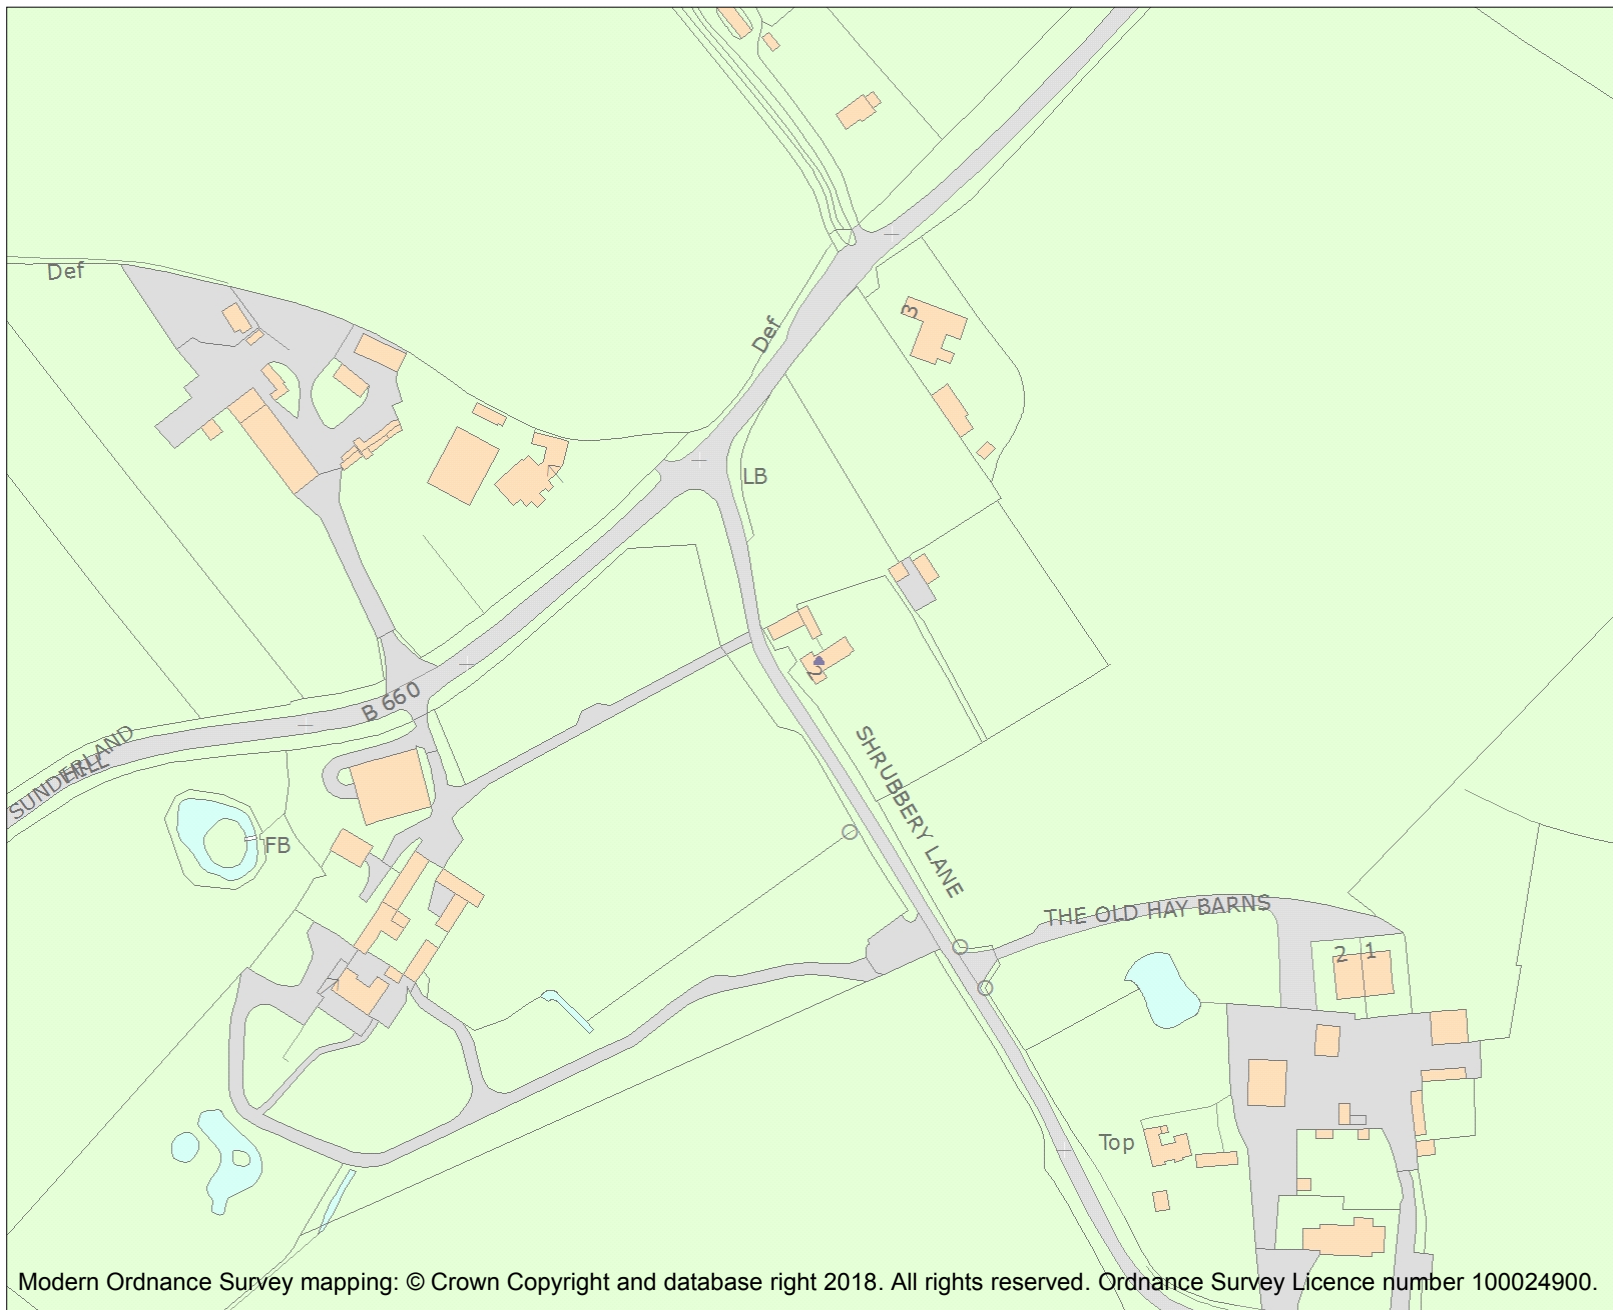 Def
3
Def
LB
2
B 660
SUNDERLAND
HILL
SHRUBBERY LANE
FB
THE OLD HAY BARNS
2 1
Top
Modern Ordnance Survey mapping: © Crown Copyright and database right 2018. All rights reserved. Ordnance Survey Licence number 100024900.